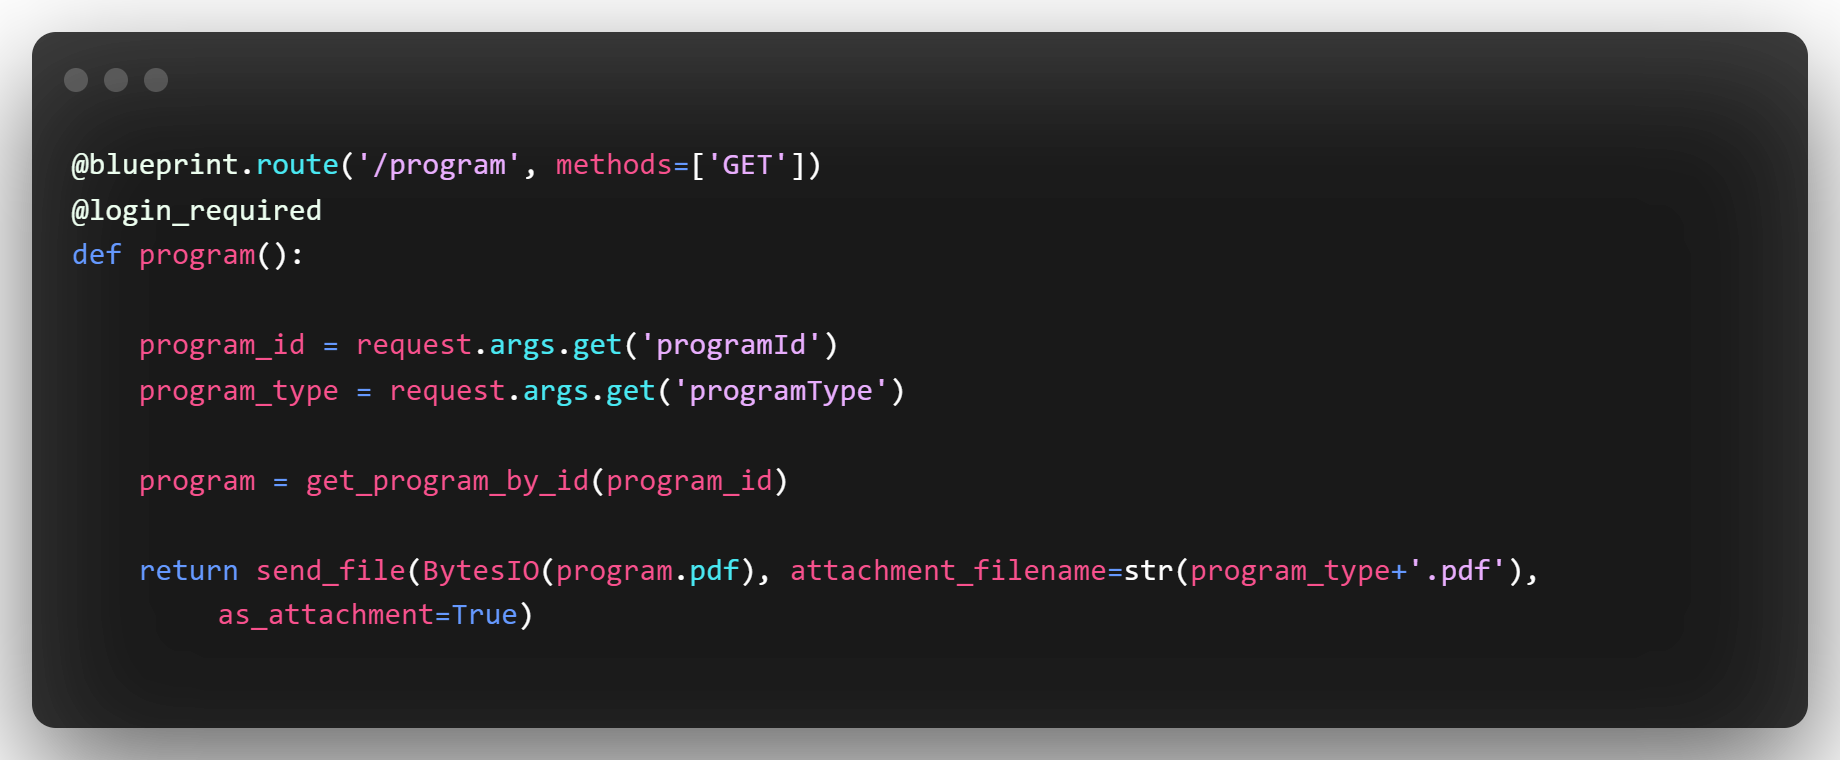 @blueprint.route('/program', methods=['GET'])
@login_required
def program():
program_id = request.args.get('programId')
program_type = request.args.get('programType')
program = get_program_by_id(program_id)
return send_file(BytesIO(program.pdf), attachment_filename=str(program_type+'.pdf'),
as_attachment=True)